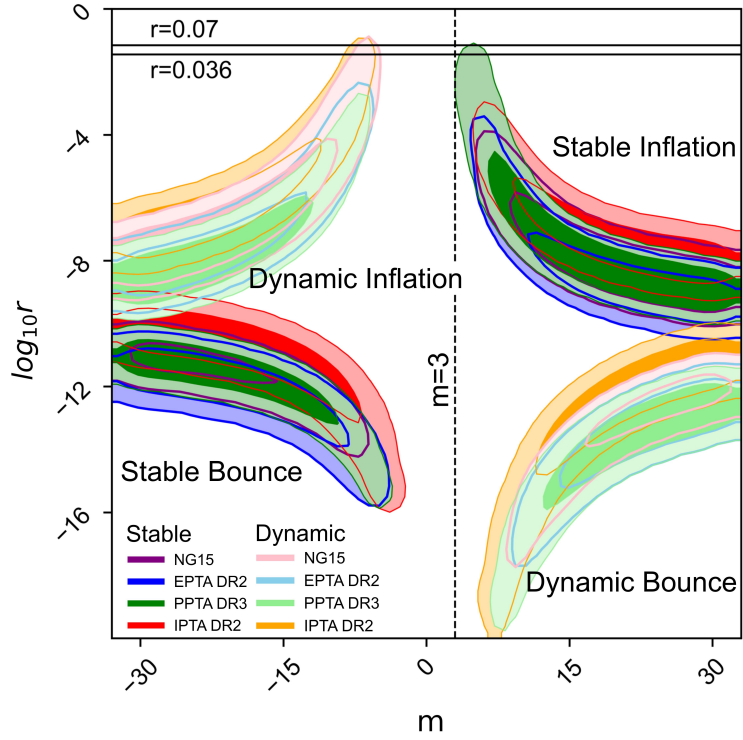 0
r=0.07
r=0.036
−4
Stable Inflation
−8
Dynamic Inflation
log₁₀r
m=3
−12
Stable Bounce
−16
Stable Dynamic
NG15 NG15
EPTA DR2 EPTA DR2
PPTA DR3 PPTA DR3
IPTA DR2 IPTA DR2
Dynamic Bounce
−30 −15 0 15 30
m